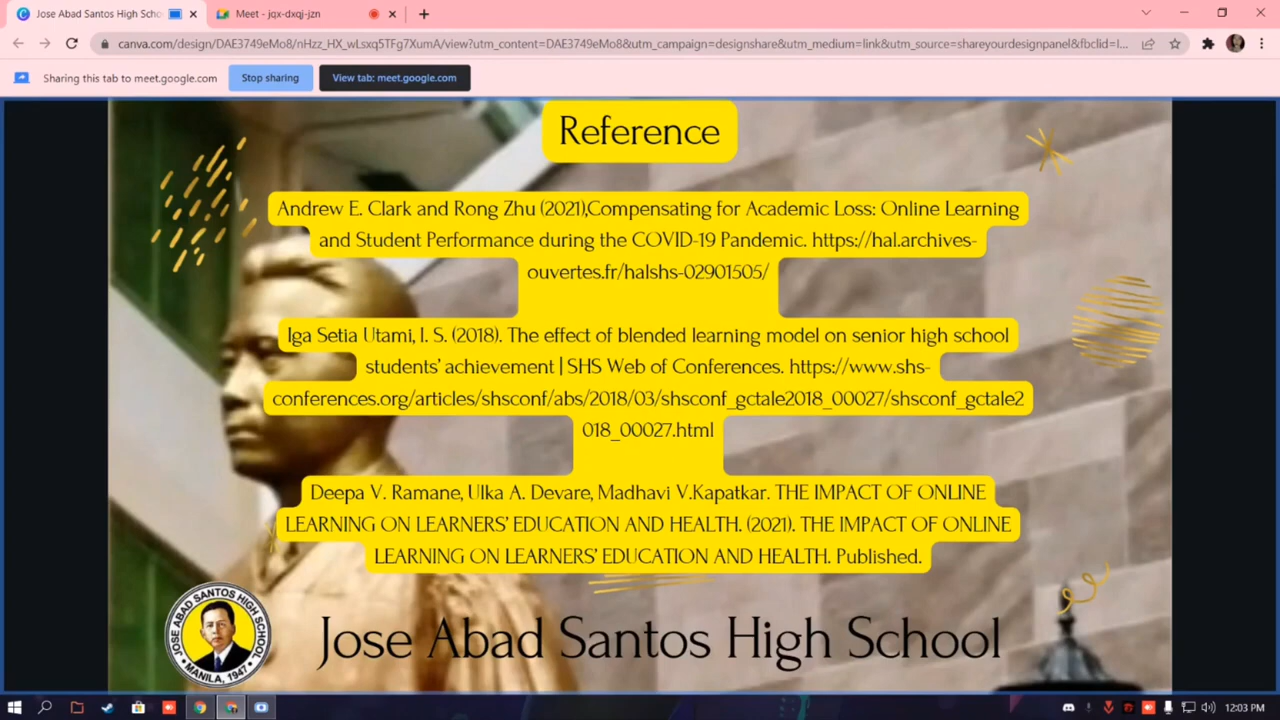 Jose Abad Santos High Scho
Meet - jqx-dxqj-jzn
canva.com/design/DAE3749eMo8/nHzz_HX_wLsxq5TFg7XumA/view?utm_content=DAE3749eMo8&utm_campaign=designshare&utm_medium=link&utm_source=shareyourdesignpanel&fbclid=I...
Sharing this tab to meet.google.com
Stop sharing
View tab: meet.google.com
Reference
Andrew E. Clark and Rong Zhu (2021),Compensating for Academic Loss: Online Learning
and Student Performance during the COVID-19 Pandemic. https://hal.archives-
ouvertes.fr/halshs-02901505/
Iga Setia Utami, I. S. (2018). The effect of blended learning model on senior high school
students’ achievement | SHS Web of Conferences. https://www.shs-
conferences.org/articles/shsconf/abs/2018/03/shsconf_gctale2018_00027/shsconf_gctale2
018_00027.html
Deepa V. Ramane, Ulka A. Devare, Madhavi V.Kapatkar. THE IMPACT OF ONLINE
LEARNING ON LEARNERS’ EDUCATION AND HEALTH. (2021). THE IMPACT OF ONLINE
LEARNING ON LEARNERS’ EDUCATION AND HEALTH. Published.
JOSE ABAD SANTOS HIGH SCHOOL
MANILA, 1947
Jose Abad Santos High School
12:03 PM